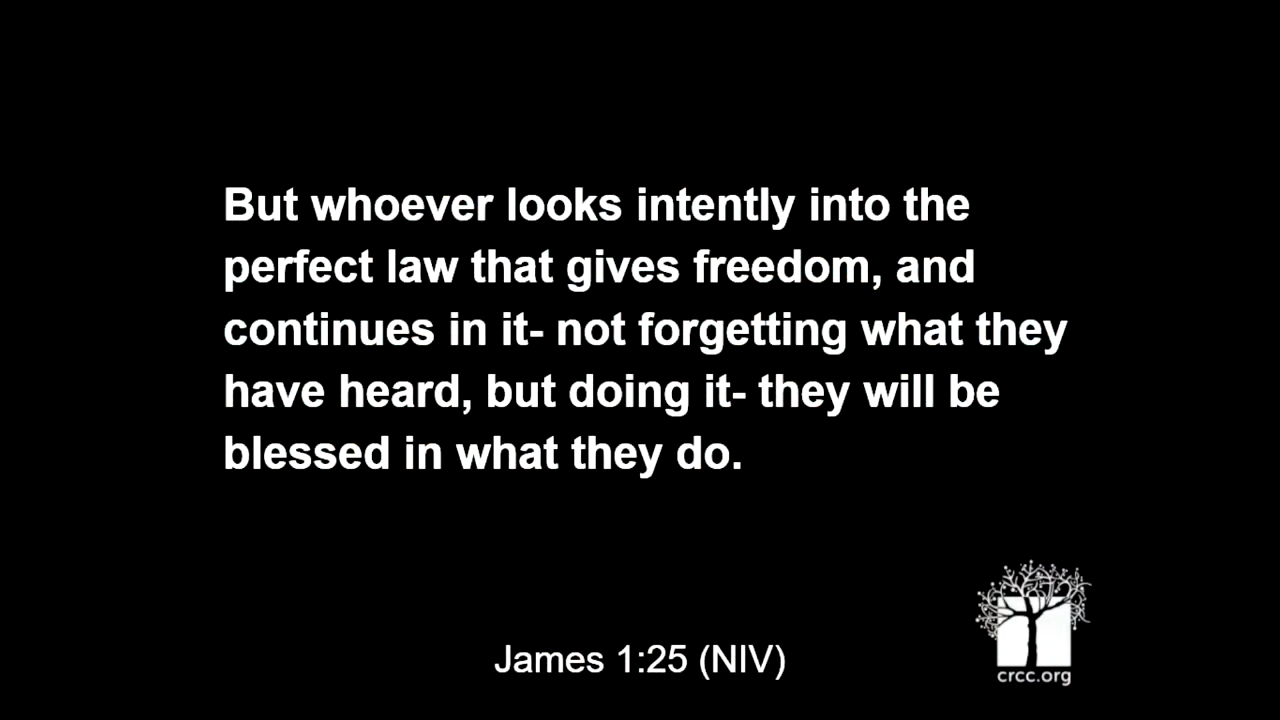 But whoever looks intently into the
perfect law that gives freedom, and
continues in it- not forgetting what they
have heard, but doing it- they will be
blessed in what they do.
James 1:25 (NIV)
crcc.org